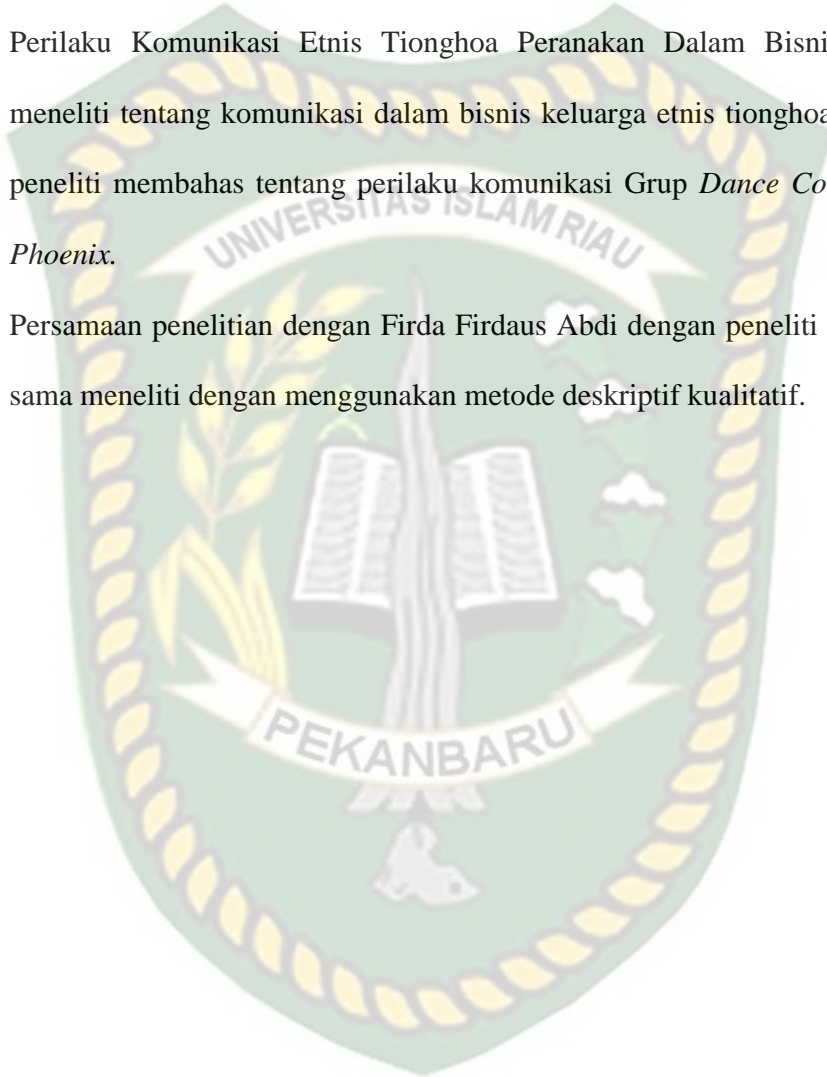 Perilaku Komunikasi Etnis Tionghoa Peranakan Dalam Bisni
meneliti tentang komunikasi dalam bisnis keluarga etnis tionghoa
peneliti membahas tentang perilaku komunikasi Grup Dance Co
Phoenix.
UNIVERSITAS ISLAM RIAU
Persamaan penelitian dengan Firda Firdaus Abdi dengan peneliti
sama meneliti dengan menggunakan metode deskriptif kualitatif.
PEKANBARU